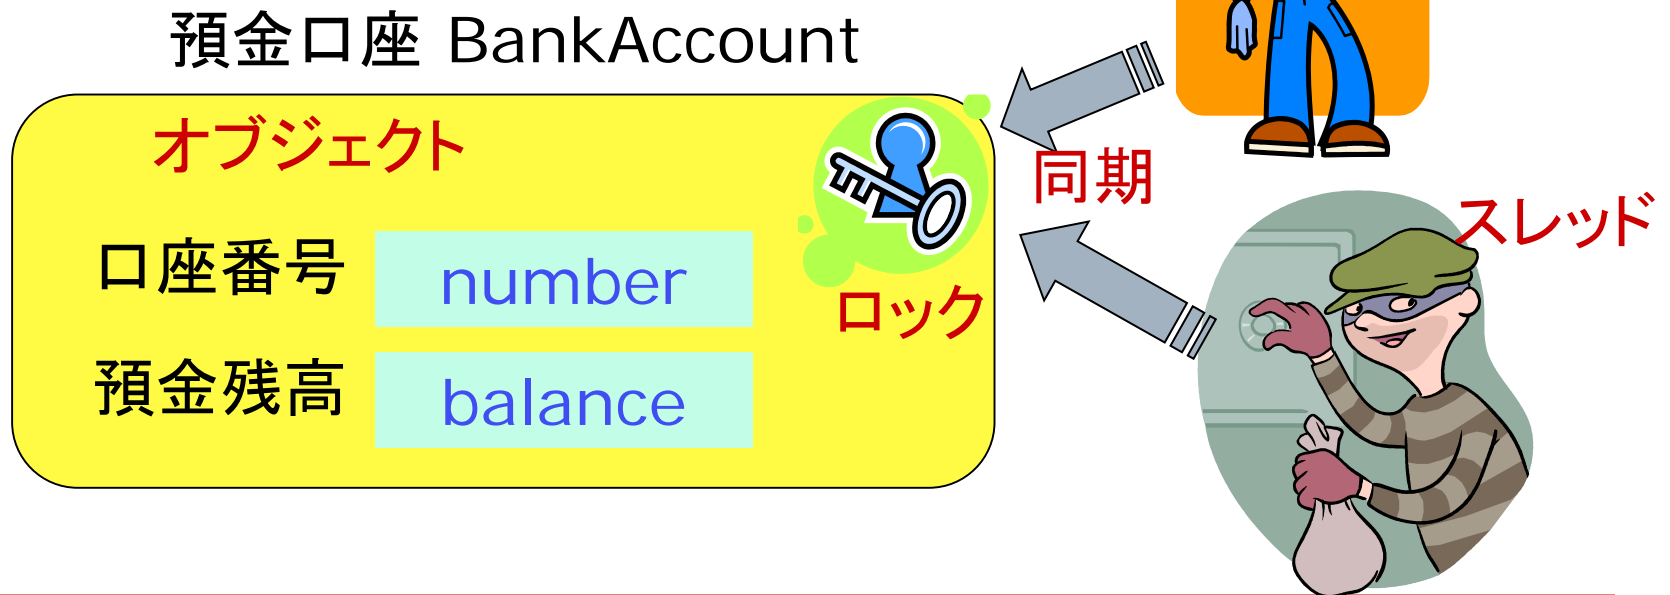 預金口座 BankAccount
オブジェクト
同期
スレッド
口座番号 number
ロック
預金残高 balance